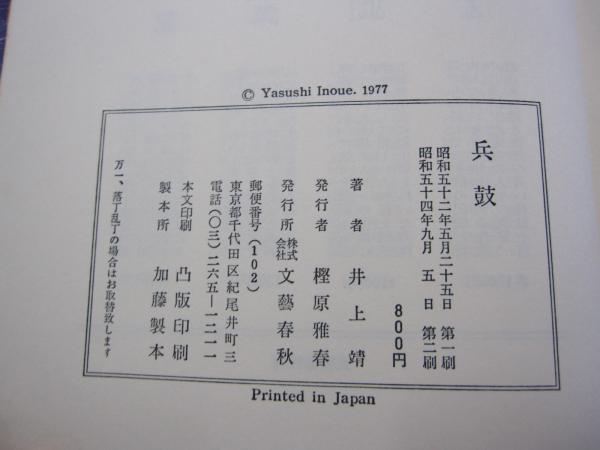 © Yasushi Inoue. 1977
兵鼓
昭和五十二年五月二十五日 第一刷
昭和五十四年九月 五 日 第二刷
800円
著者 井上靖
発行者 樫原雅春
発行所 株式会社 文藝春秋
郵便番号(102)
東京都千代田区紀尾井町三
電話(〇三)二六五―一二一一
本文印刷 凸版印刷
製本所 加藤製本
万一、落丁乱丁の場合はお取替致します
Printed in Japan